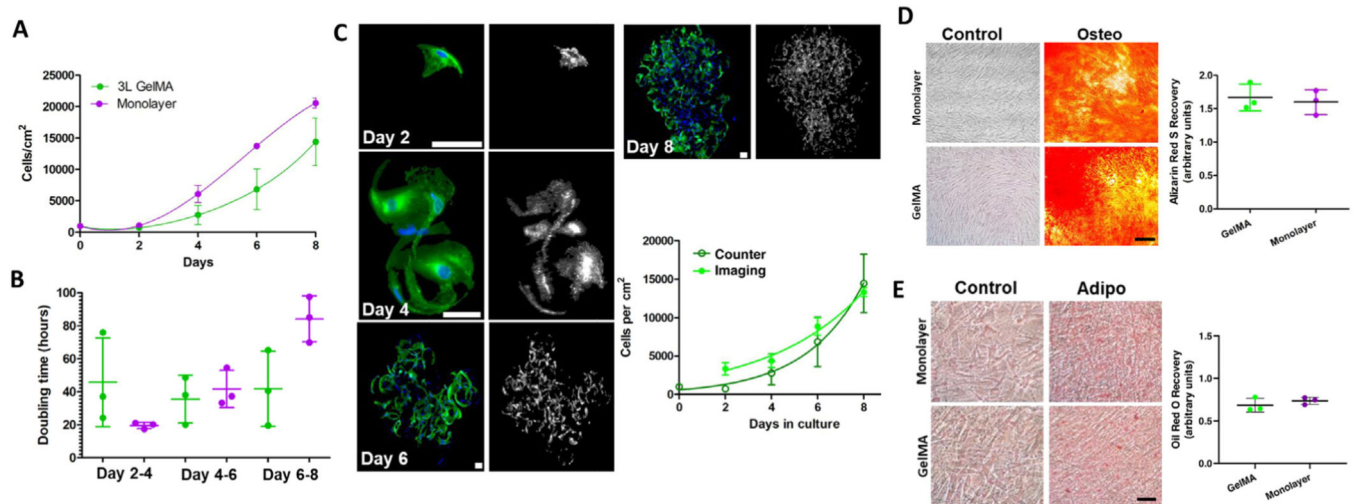 A
25000
20000
15000
10000
5000
0
Cells/cm2
3L GelMA
Monolayer
0 2 4 6 8
Days
B
100
80
60
40
20
0
Doubling time (hours)
Day 2-4 Day 4-6 Day 6-8
C
Day 2
Day 4
Day 6
Day 8
20000
15000
10000
5000
0
Cells per cm2
Counter
Imaging
0 2 4 6 8
Days in culture
D
Control Osteo
Monolayer
GelMA
2.0
1.5
1.0
0.5
0.0
Alizarin Red S Recovery
(arbitrary units)
GelMA Monolayer
E
Control Adipo
Monolayer
GelMA
1.5
1.0
0.5
0.0
Oil Red O Recovery
(arbitrary units)
GelMA Monolayer